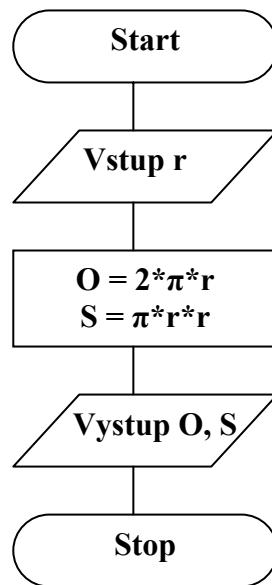 Start
Vstup r
O = 2*π*r
S = π*r*r
Vystup O, S
Stop